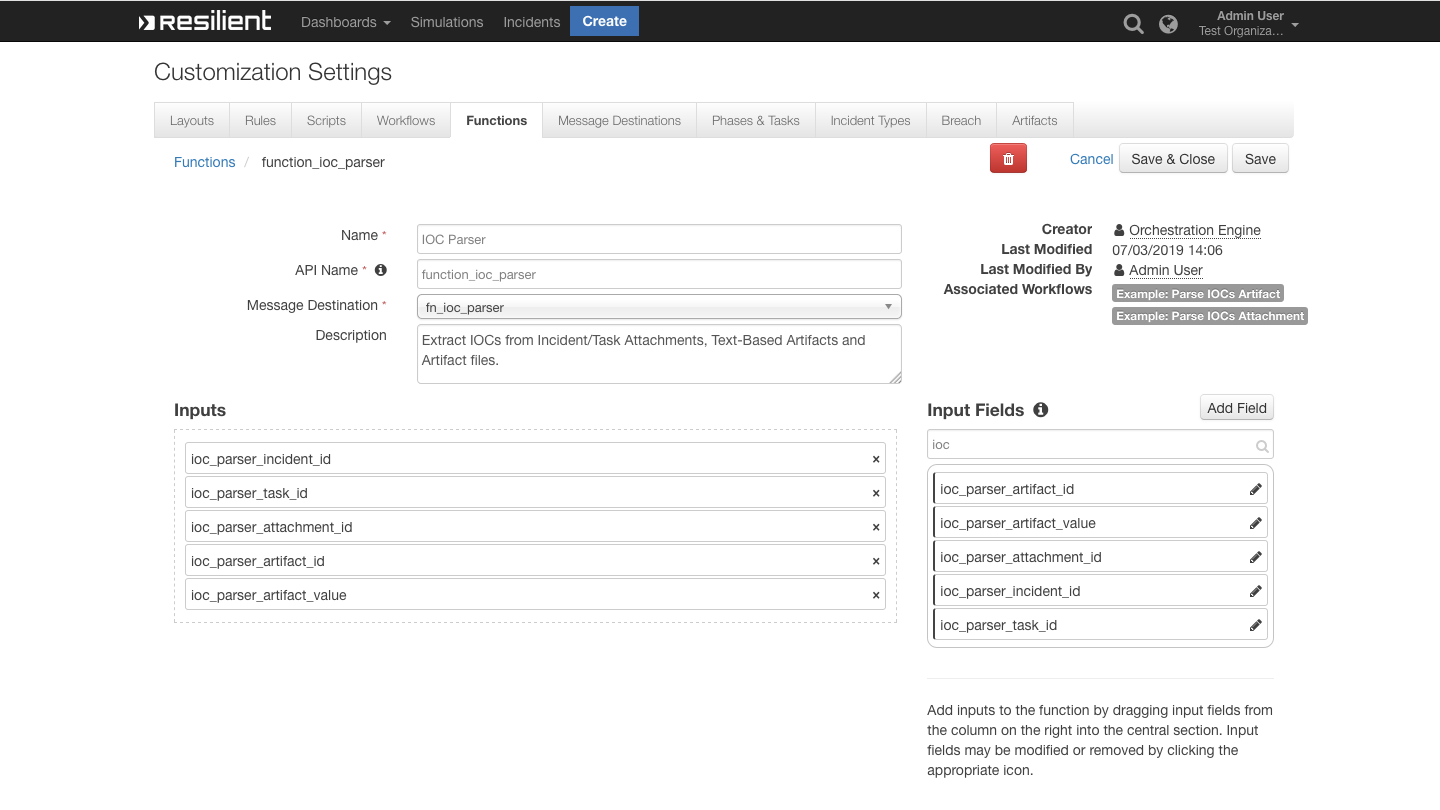 resilient Dashboards Simulations Incidents Create Admin User
Test Organiza...
Customization Settings
Layouts Rules Scripts Workflows Functions Message Destinations Phases & Tasks Incident Types Breach Artifacts
Functions / function_ioc_parser Cancel Save & Close Save
Name * IOC Parser
API Name * function_ioc_parser
Message Destination * fn_ioc_parser
Description Extract IOCs from Incident/Task Attachments, Text-Based Artifacts and
Artifact files.
Creator Orchestration Engine
Last Modified 07/03/2019 14:06
Last Modified By Admin User
Associated Workflows Example: Parse IOCs Artifact
Example: Parse IOCs Attachment
Inputs
ioc_parser_incident_id ×
ioc_parser_task_id ×
ioc_parser_attachment_id ×
ioc_parser_artifact_id ×
ioc_parser_artifact_value ×
Input Fields Add Field
ioc
ioc_parser_artifact_id
ioc_parser_artifact_value
ioc_parser_attachment_id
ioc_parser_incident_id
ioc_parser_task_id
Add inputs to the function by dragging input fields from
the column on the right into the central section. Input
fields may be modified or removed by clicking the
appropriate icon.